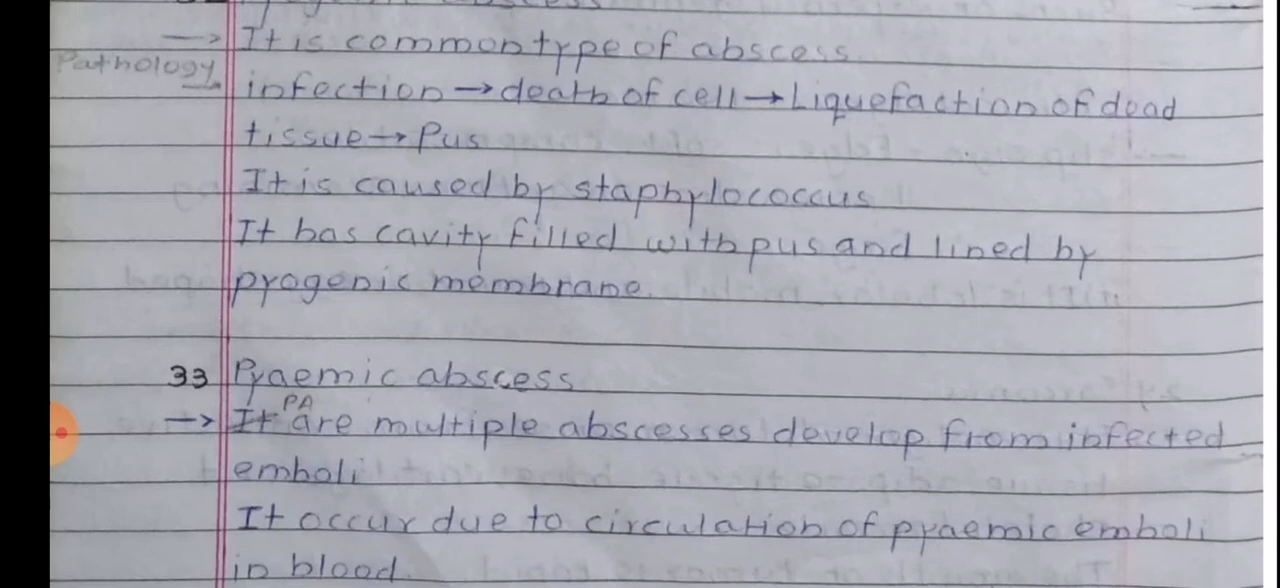 → It is common type of abscess.
Pathology → infection → death of cell → Liquefaction of dead
tissue → Pus
It is caused by staphylococcus
It has cavity filled with pus and lined by
pyogenic membrane.
33 Pyaemic abscess
PA
→ It are multiple abscesses develop from infected
emboli
It occur due to circulation of pyaemic emboli
in blood.